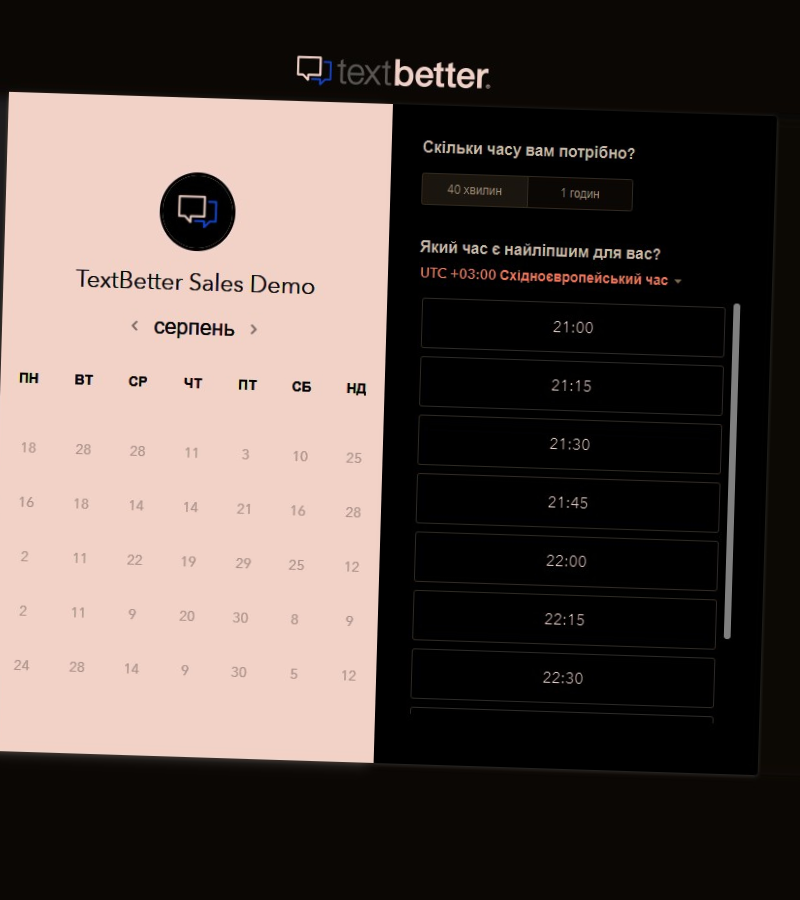 textbetter.
TextBetter Sales Demo
серпень
ПН ВТ СР ЧТ ПТ СБ НД
18 28 28 11 3 10 25
16 18 14 14 21 16 28
2 11 22 19 29 25 12
2 11 9 20 30 8 9
24 28 14 9 30 5 12
Скільки часу вам потрібно?
40 хвилин 1 годин
Який час є найліпшим для вас?
UTC +03:00 Східноєвропейський час
21:00
21:15
21:30
21:45
22:00
22:15
22:30